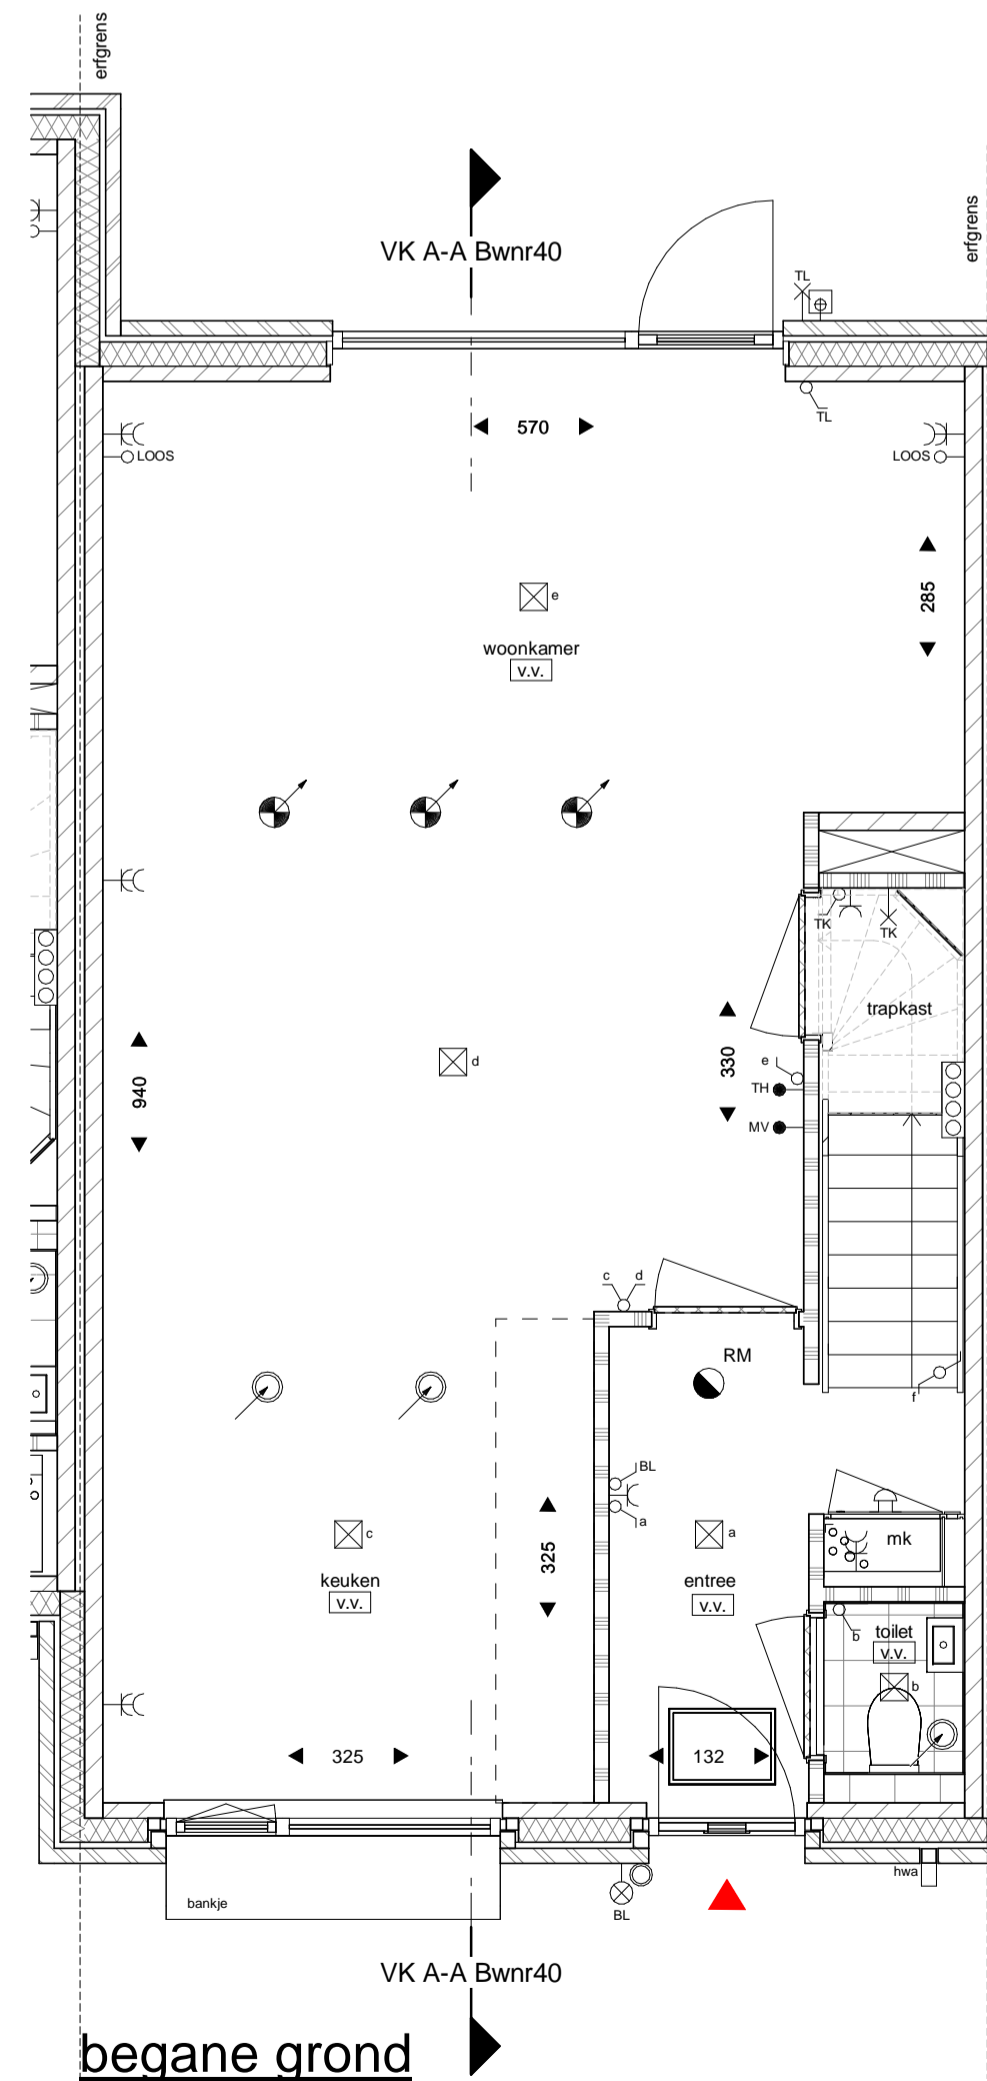 erfgrens
erfgrens
VK A-A Bwnr40
TL
TL
570
LOOS
LOOS
285
e
woonkamer
v.v.
TK
TK
trapkast
330
940
d
e
TH
MV
c d
RM
f
BL
a
c
a
mk
325
keuken
v.v.
entree
v.v.
b
toilet
v.v.
b
325
132
hwa
bankje
BL
VK A-A Bwnr40
begane grond